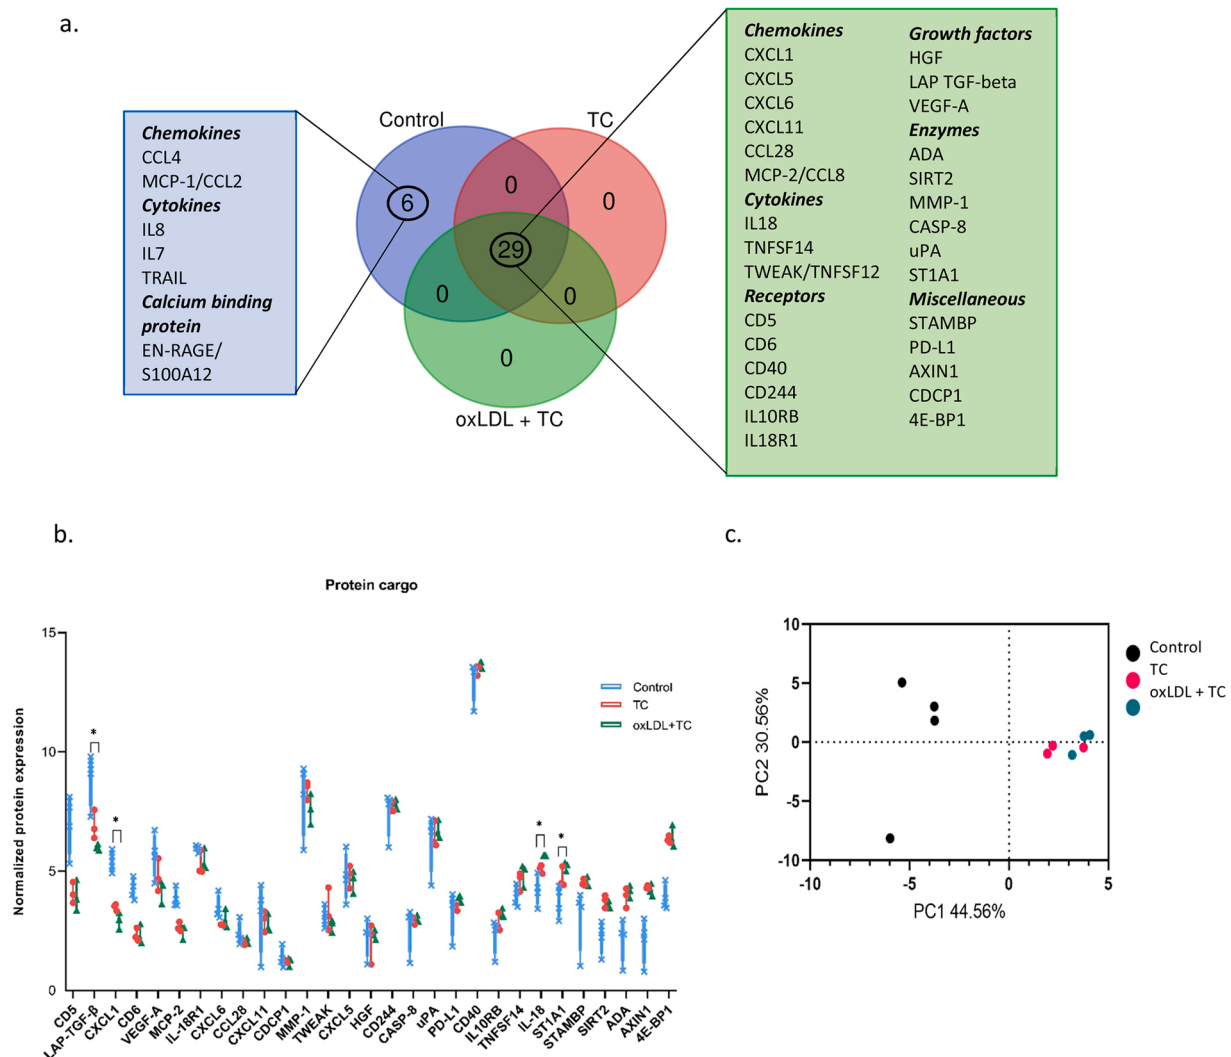 a.
Chemokines
CCL4
MCP-1/CCL2
Cytokines
IL8
IL7
TRAIL
Calcium binding
protein
EN-RAGE/
S100A12
Control
TC
6
0
0
29
0
0
0
oxLDL + TC
Chemokines
CXCL1
CXCL5
CXCL6
CXCL11
CCL28
MCP-2/CCL8
Cytokines
IL18
TNFSF14
TWEAK/TNFSF12
Receptors
CD5
CD6
CD40
CD244
IL10RB
IL18R1
Growth factors
HGF
LAP TGF-beta
VEGF-A
Enzymes
ADA
SIRT2
MMP-1
CASP-8
uPA
ST1A1
Miscellaneous
STAMBP
PD-L1
AXIN1
CDCP1
4E-BP1
b.
Protein cargo
Normalized protein expression
15
10
5
0
*
*
*
*
Control
TC
oxLDL+TC
CD5
LAP-TGF-β
CXCL1
CD6
VEGF-A
MCP-2
IL-18R1
CXCL6
CCL28
CXCL11
CDCP1
MMP-1
TWEAK
CXCL5
HGF
CD244
CASP-8
uPA
PD-L1
CD40
IL10RB
TNFSF14
IL-18
ST1A1
STAMBP
SIRT2
ADA
AXIN1
4E-BP1
c.
PC2 30.56%
10
5
0
-5
-10
-10
-5
0
5
PC1 44.56%
Control
TC
oxLDL + TC